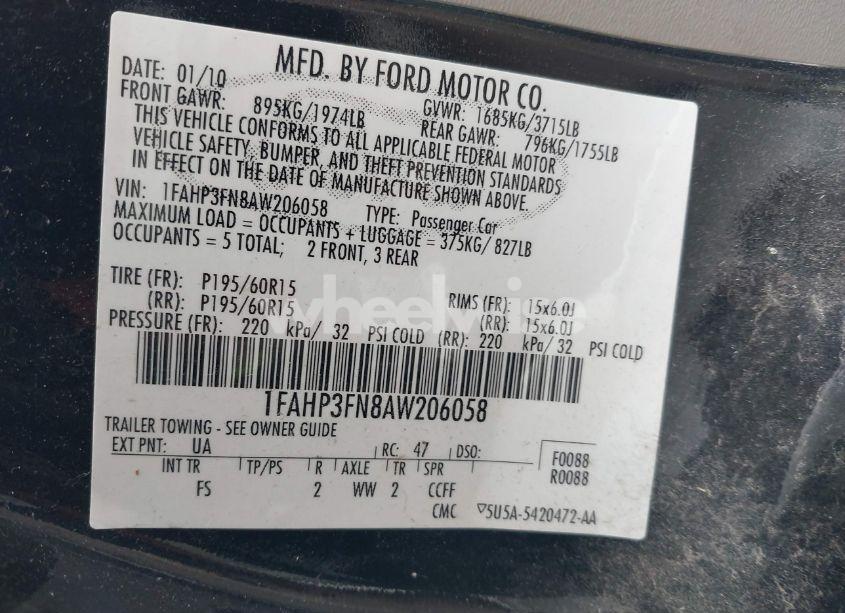 MFD. BY FORD MOTOR CO.
DATE: 01/10 GVWR: 1685KG/3715LB
FRONT GAWR: 895KG/1974LB REAR GAWR: 796KG/1755LB
THIS VEHICLE CONFORMS TO ALL APPLICABLE FEDERAL MOTOR
VEHICLE SAFETY, BUMPER, AND THEFT PREVENTION STANDARDS
IN EFFECT ON THE DATE OF MANUFACTURE SHOWN ABOVE.
VIN: 1FAHP3FN8AW206058 TYPE: Passenger Car
MAXIMUM LOAD = OCCUPANTS + LUGGAGE = 375KG/ 827LB
OCCUPANTS = 5 TOTAL; 2 FRONT, 3 REAR
TIRE (FR): P195/60R15 RIMS (FR): 15x6.0J
(RR): P195/60R15 (RR): 15x6.0J
PRESSURE (FR): 220 kPa/ 32 PSI COLD (RR): 220 kPa/ 32 PSI COLD
1FAHP3FN8AW206058
TRAILER TOWING - SEE OWNER GUIDE
EXT PNT: UA RC: 47 DSO: F0088
INT TR TP/PS R AXLE TR SPR R0088
FS 2 WW 2 CCFF
CMC 5U5A-5420472-AA